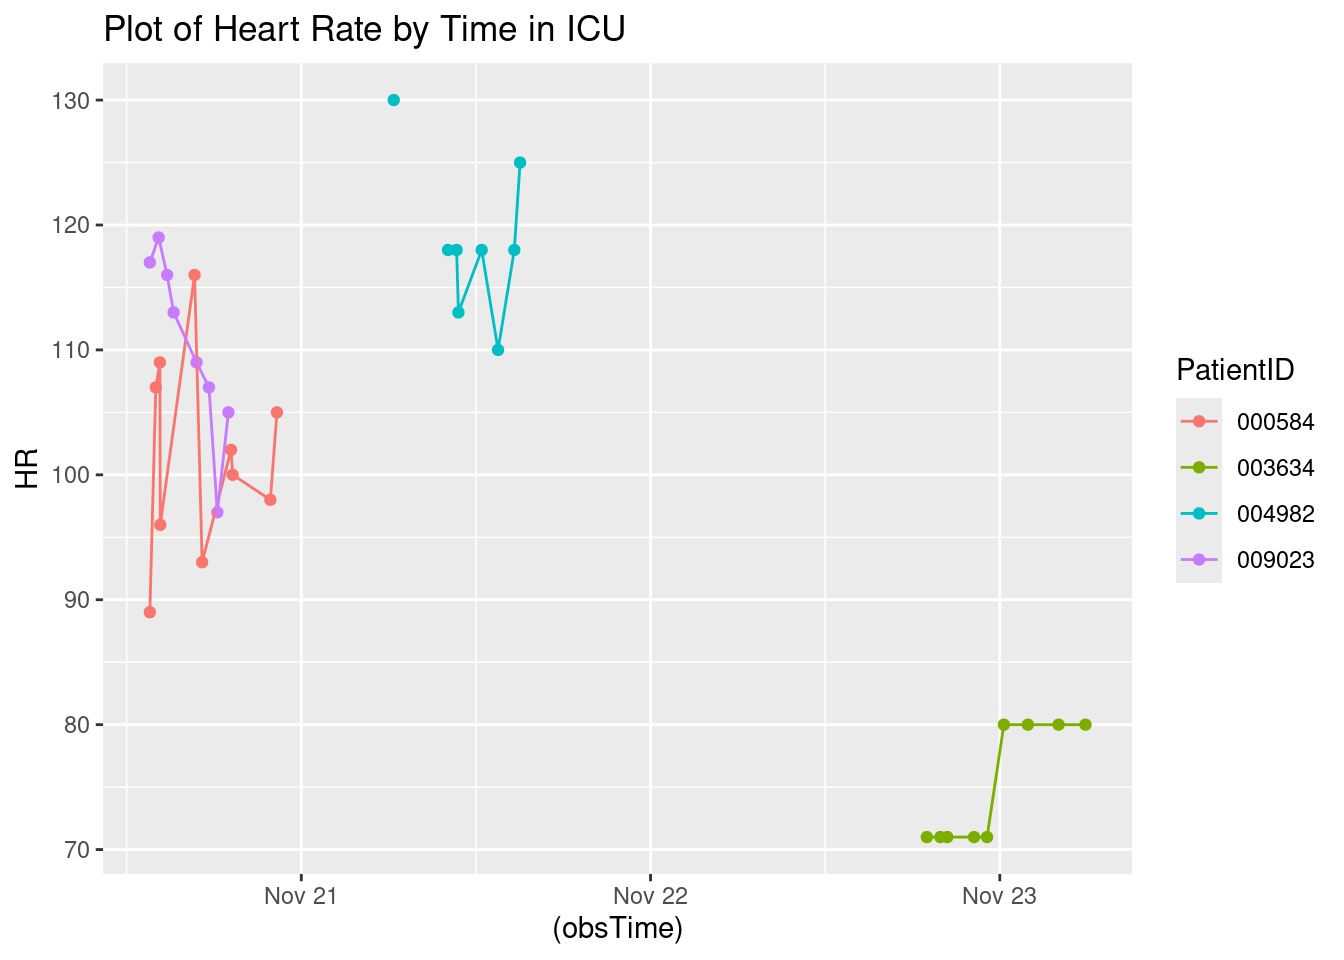 Plot of Heart Rate by Time in ICU
130
120
110
100
90
80
70
HR
Nov 21
Nov 22
Nov 23
(obsTime)
PatientID
000584
003634
004982
009023